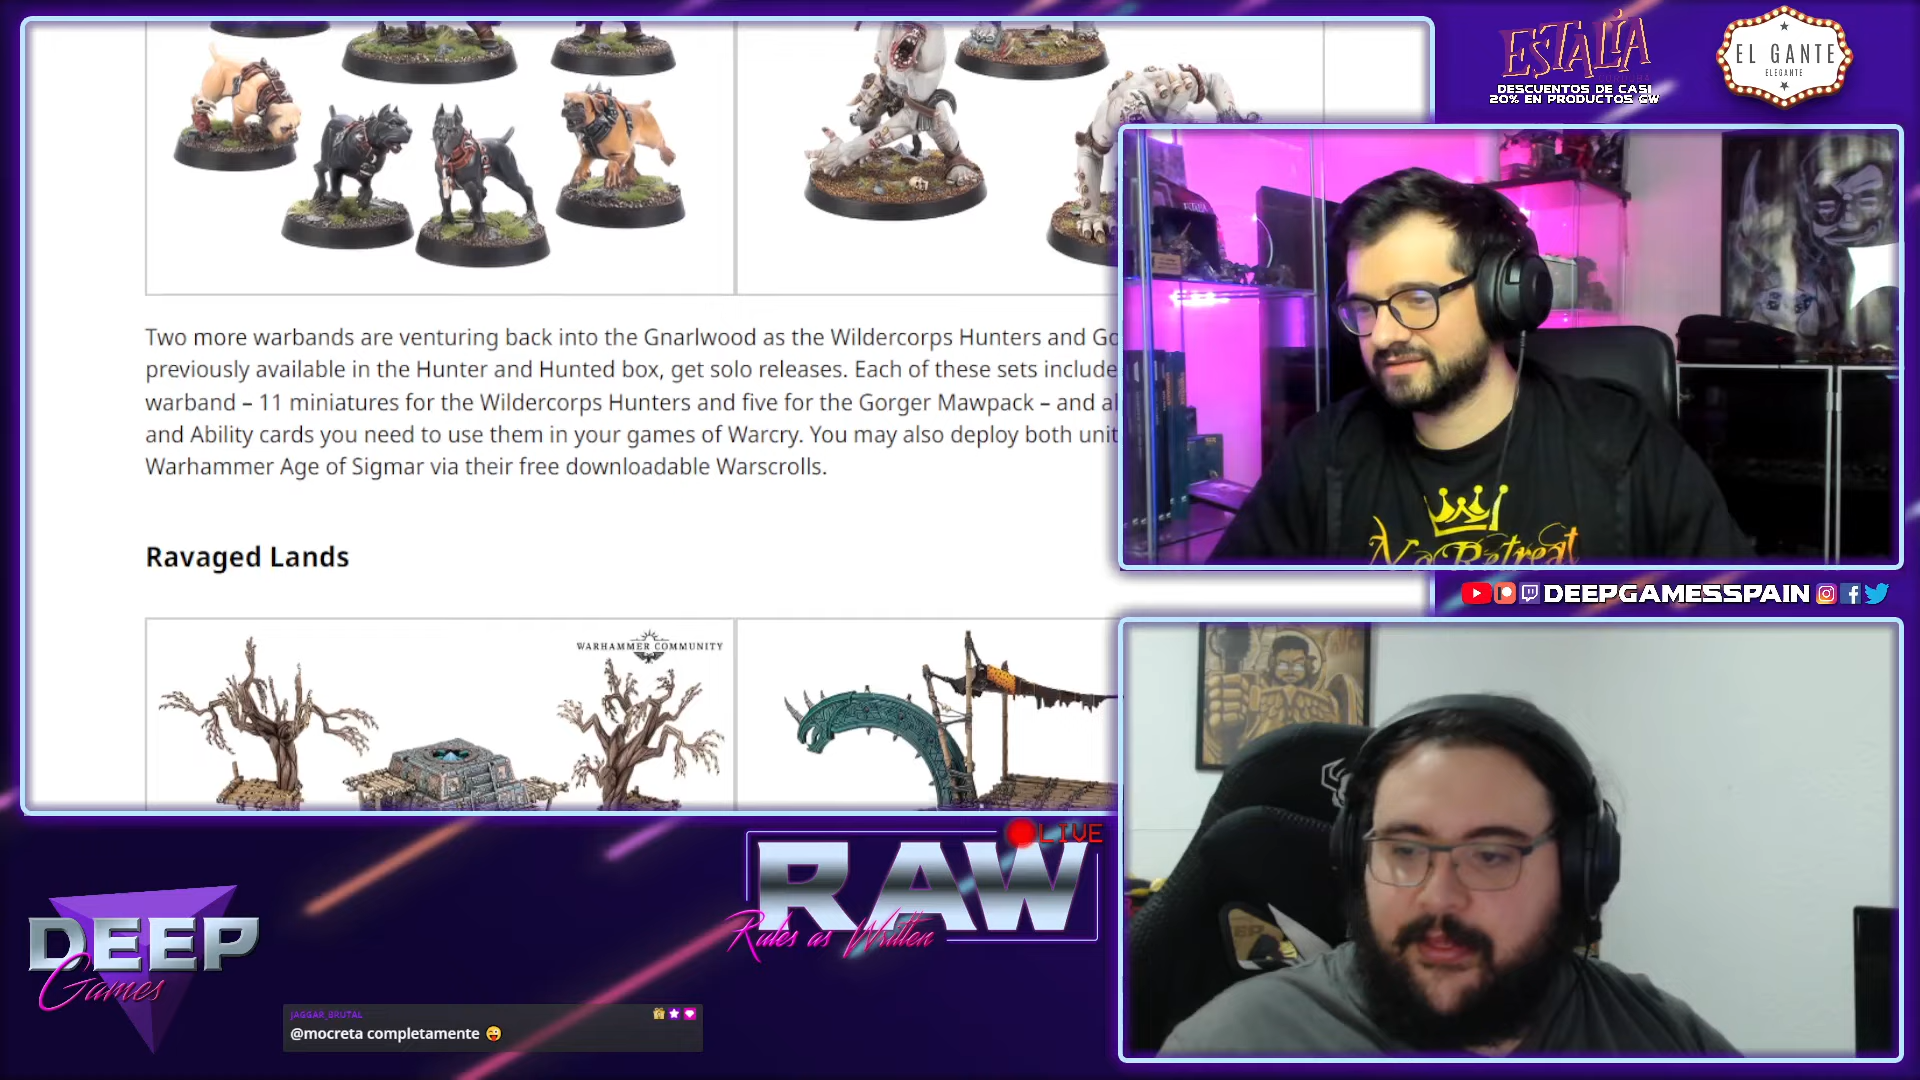 ESTALIA
DESCUENTOS DE CASI
20% EN PRODUCTOS GW
EL GANTE
ELEGANTE
Two more warbands are venturing back into the Gnarlwood as the Wildercorps Hunters and Go
previously available in the Hunter and Hunted box, get solo releases. Each of these sets include
warband – 11 miniatures for the Wildercorps Hunters and five for the Gorger Mawpack – and al
and Ability cards you need to use them in your games of Warcry. You may also deploy both unit
Warhammer Age of Sigmar via their free downloadable Warscrolls.
No Retreat
Ravaged Lands
DEEPGAMESSPAIN
WARHAMMER COMMUNITY
LIVE
RAW
Rules as Written
DEEP
Games
JAGGAR_BRUTAL
@mocreta completamente 😜